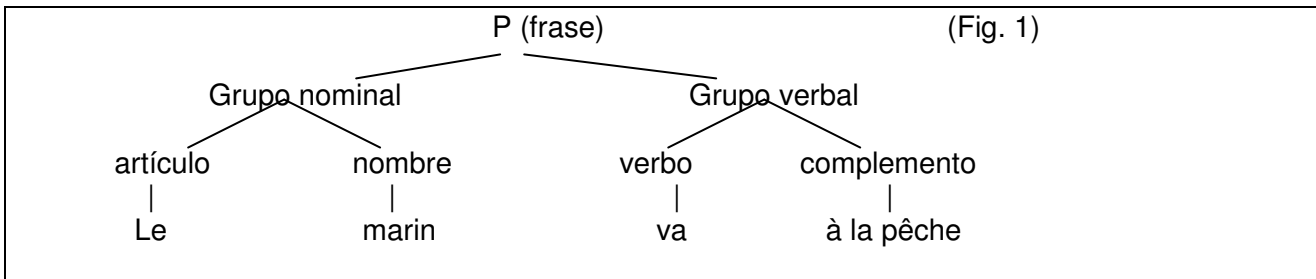 P (frase) (Fig. 1)
Grupo nominal Grupo verbal
artículo nombre verbo complemento
Le marin va à la pêche